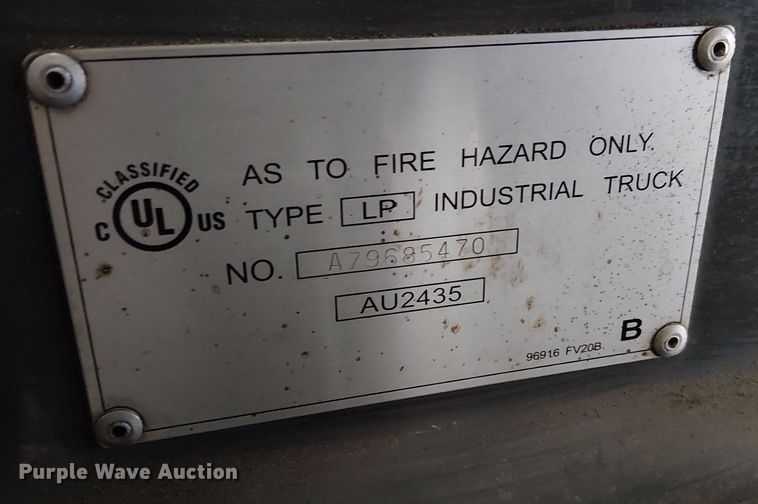 CLASSIFIED
C UL US
AS TO FIRE HAZARD ONLY.
TYPE LP INDUSTRIAL TRUCK
NO. A79685470
AU2435
96916 FV20B
B
Purple Wave Auction